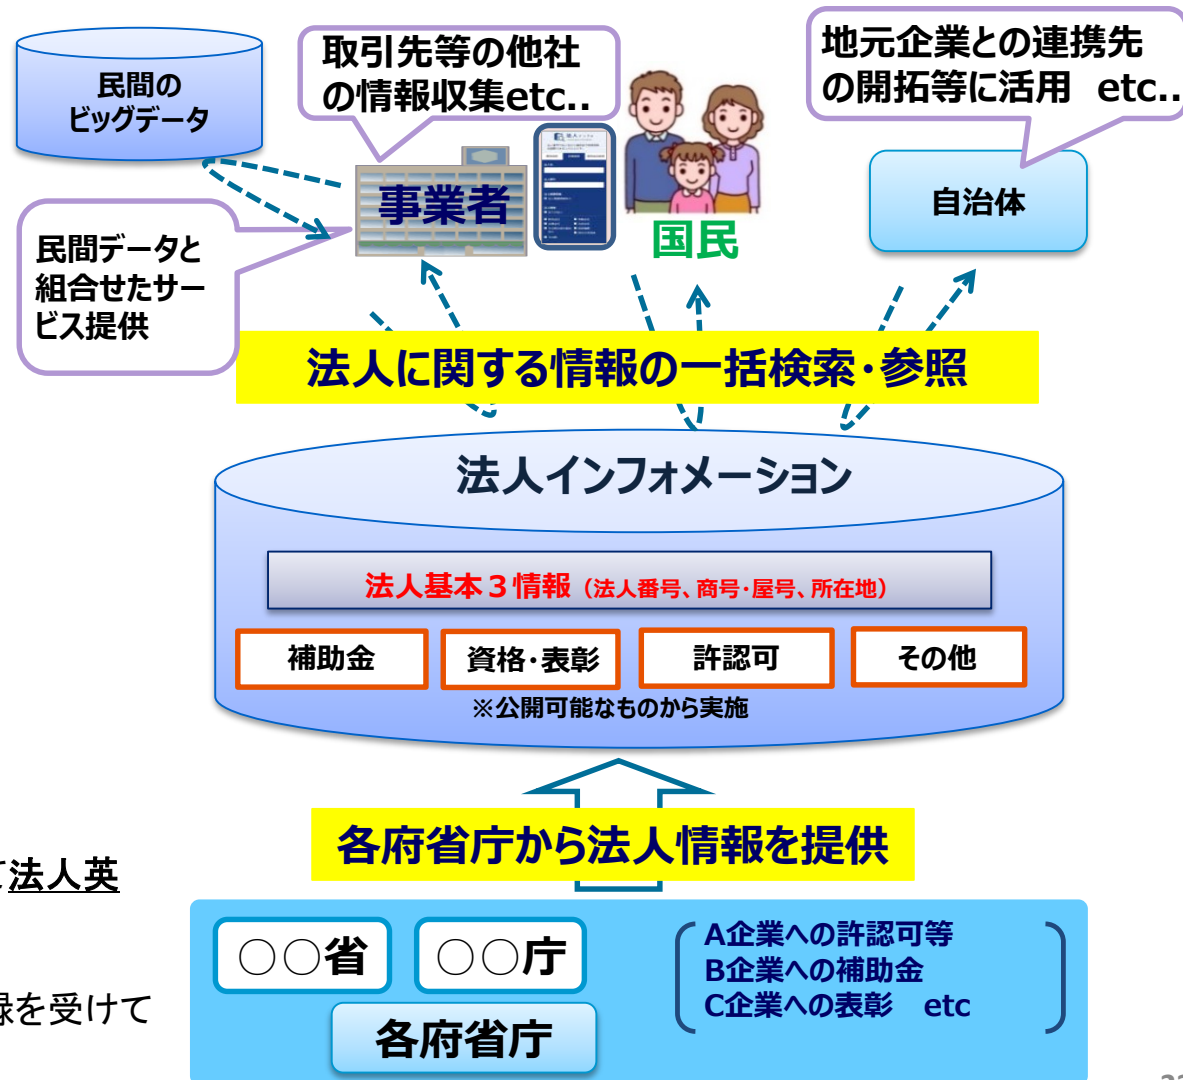 民間の
ビッグデータ
取引先等の他社
の情報収集etc..
地元企業との連携先
の開拓等に活用 etc..
事業者
国民
自治体
民間データと
組合せたサー
ビス提供
法人に関する情報の一括検索・参照
法人インフォメーション
法人基本３情報（法人番号、商号・屋号、所在地）
補助金
資格・表彰
許認可
その他
※公開可能なものから実施
各府省庁から法人情報を提供
法人英
録を受けて
○○省
○○庁
各府省庁
A企業への許認可等
B企業への補助金
C企業への表彰 etc